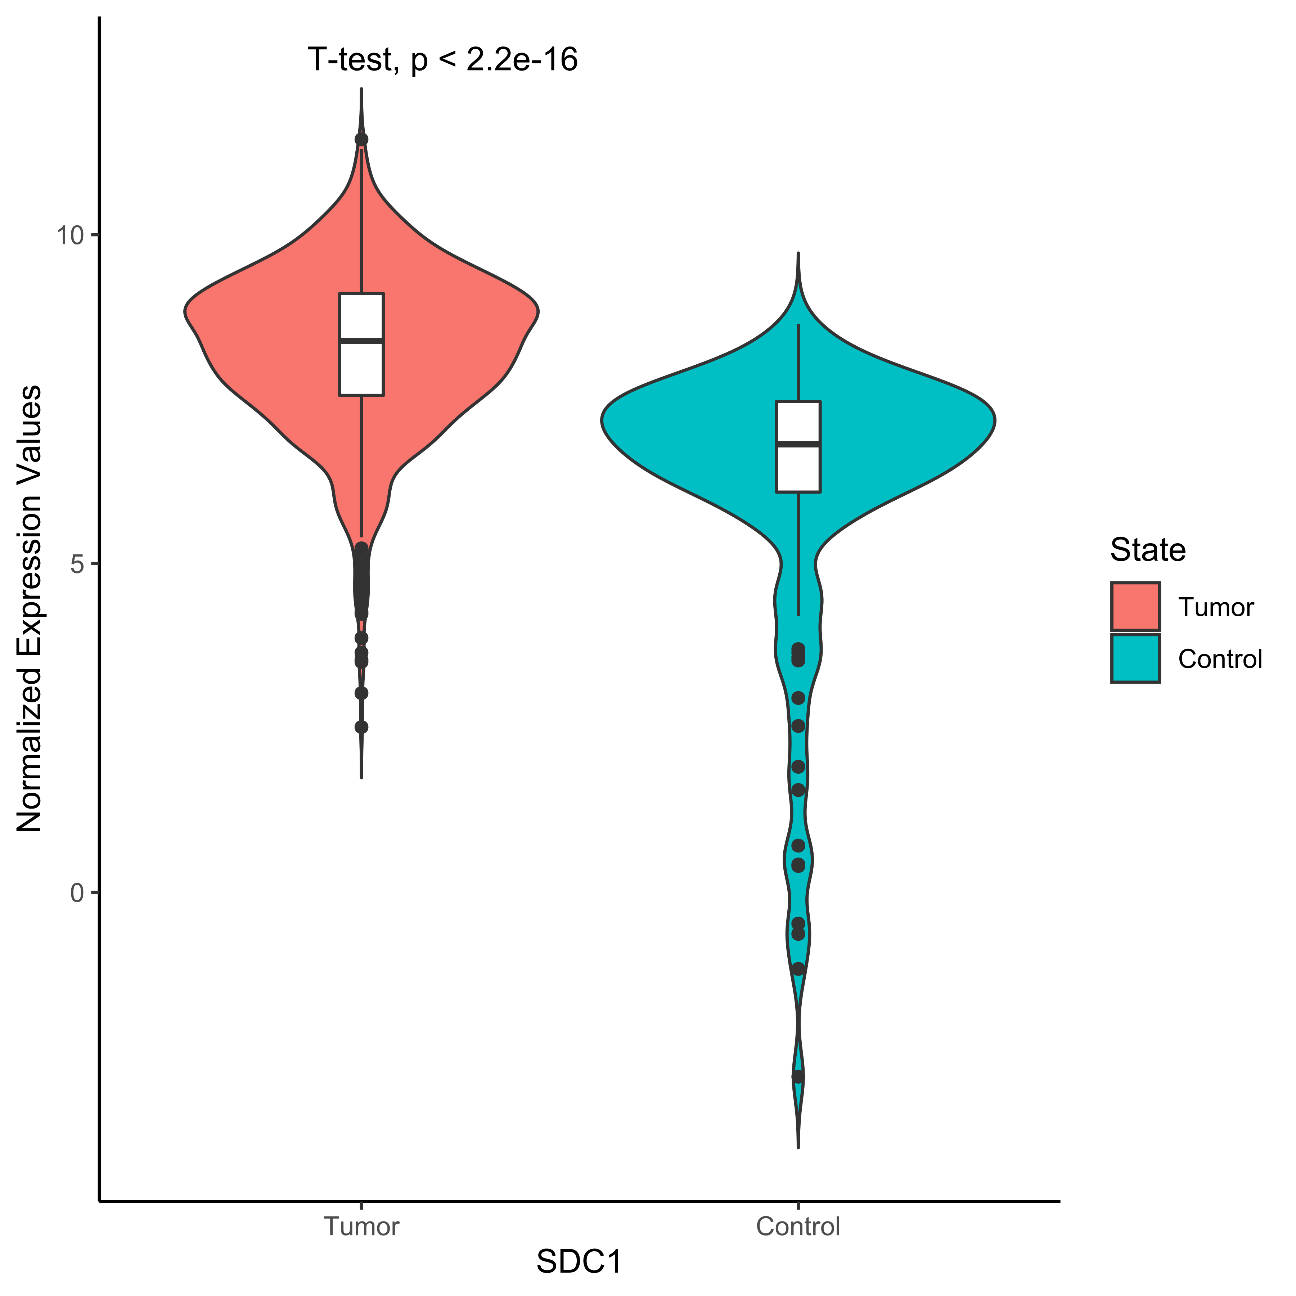 T-test, p < 2.2e-16
Normalized Expression Values
10
5
0
Tumor
Control
SDC1
State
Tumor
Control